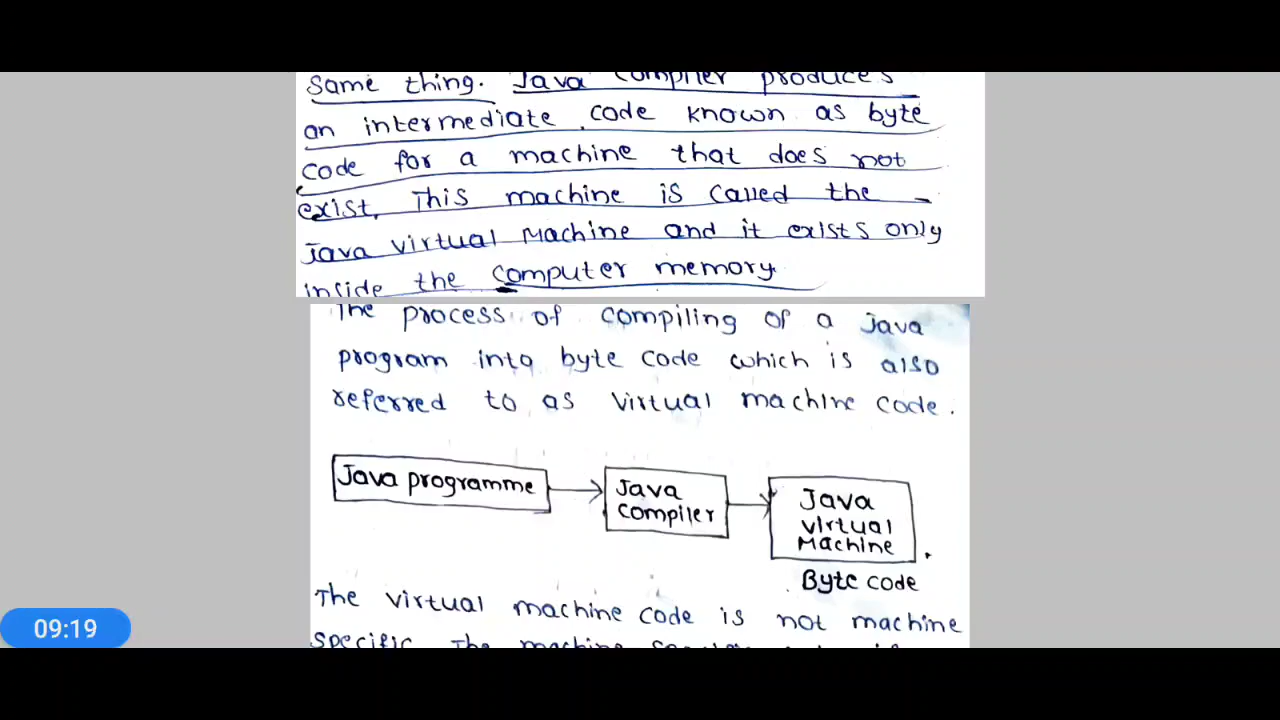 Same thing. Java compiler produces
an intermediate code known as byte
code for a machine that does not
exist. This machine is called the
Java virtual Machine and it exists only
inside the computer memory.
The process of compiling of a Java
program into byte code which is also
referred to as virtual machine code.
Java programme
Java
compiler
Java
virtual
Machine
Byte code
The virtual machine code is not machine
specific. The machine
09:19